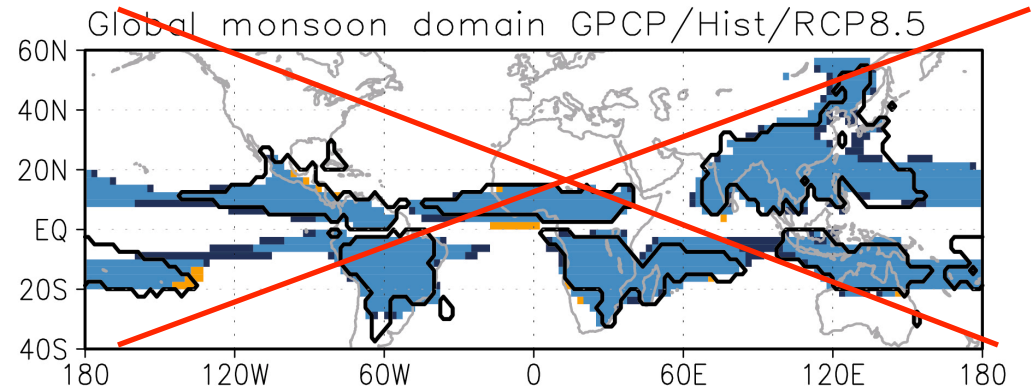 Global monsoon domain GPCP/Hist/RCP8.5
60N
40N
20N
EQ
20S
40S
180 120W 60W 0 60E 120E 180